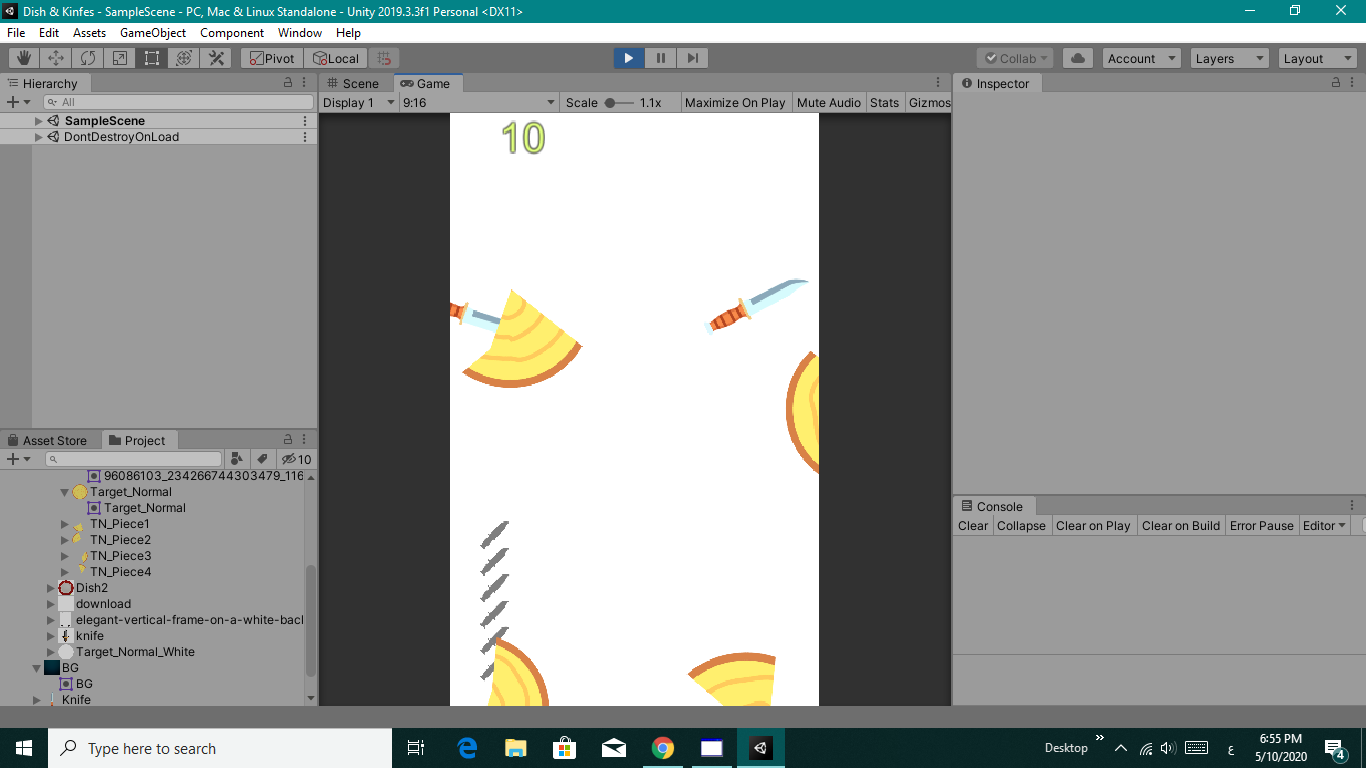 Dish & Kinfes - SampleScene - PC, Mac & Linux Standalone - Unity 2019.3.3f1 Personal <DX11>
File Edit Assets GameObject Component Window Help
Pivot Local Collab Account Layers Layout
Hierarchy
All
SampleScene
DontDestroyOnLoad
Scene Game
Display 1 9:16 Scale 1.1x Maximize On Play Mute Audio Stats Gizmos
10
Inspector
Asset Store Project
10
96086103_234266744303479_116
Target_Normal
Target_Normal
TN_Piece1
TN_Piece2
TN_Piece3
TN_Piece4
Dish2
download
elegant-vertical-frame-on-a-white-bacl
knife
Target_Normal_White
BG
BG
Knife
Console
Clear Collapse Clear on Play Clear on Build Error Pause Editor
Type here to search
Desktop
ع
6:55 PM
5/10/2020
4